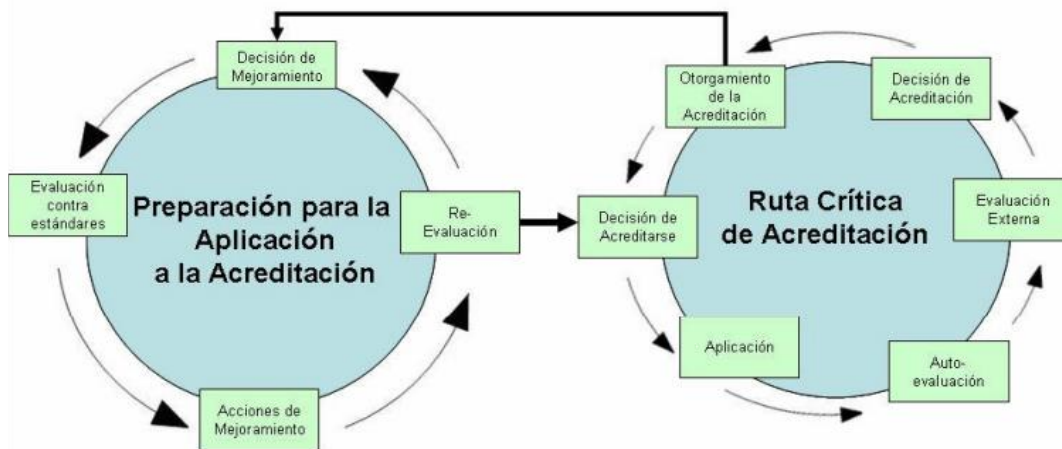 Decisión de
Mejoramiento
Evaluación
contra
estándares
Preparación para la
Aplicación
a la Acreditación
Re-
Evaluación
Acciones de
Mejoramiento
Otorgamiento
de la
Acreditación
Decisión de
Acreditación
Decisión de
Acreditarse
Ruta Crítica
de Acreditación
Evaluación
Externa
Aplicación
Auto-
evaluación